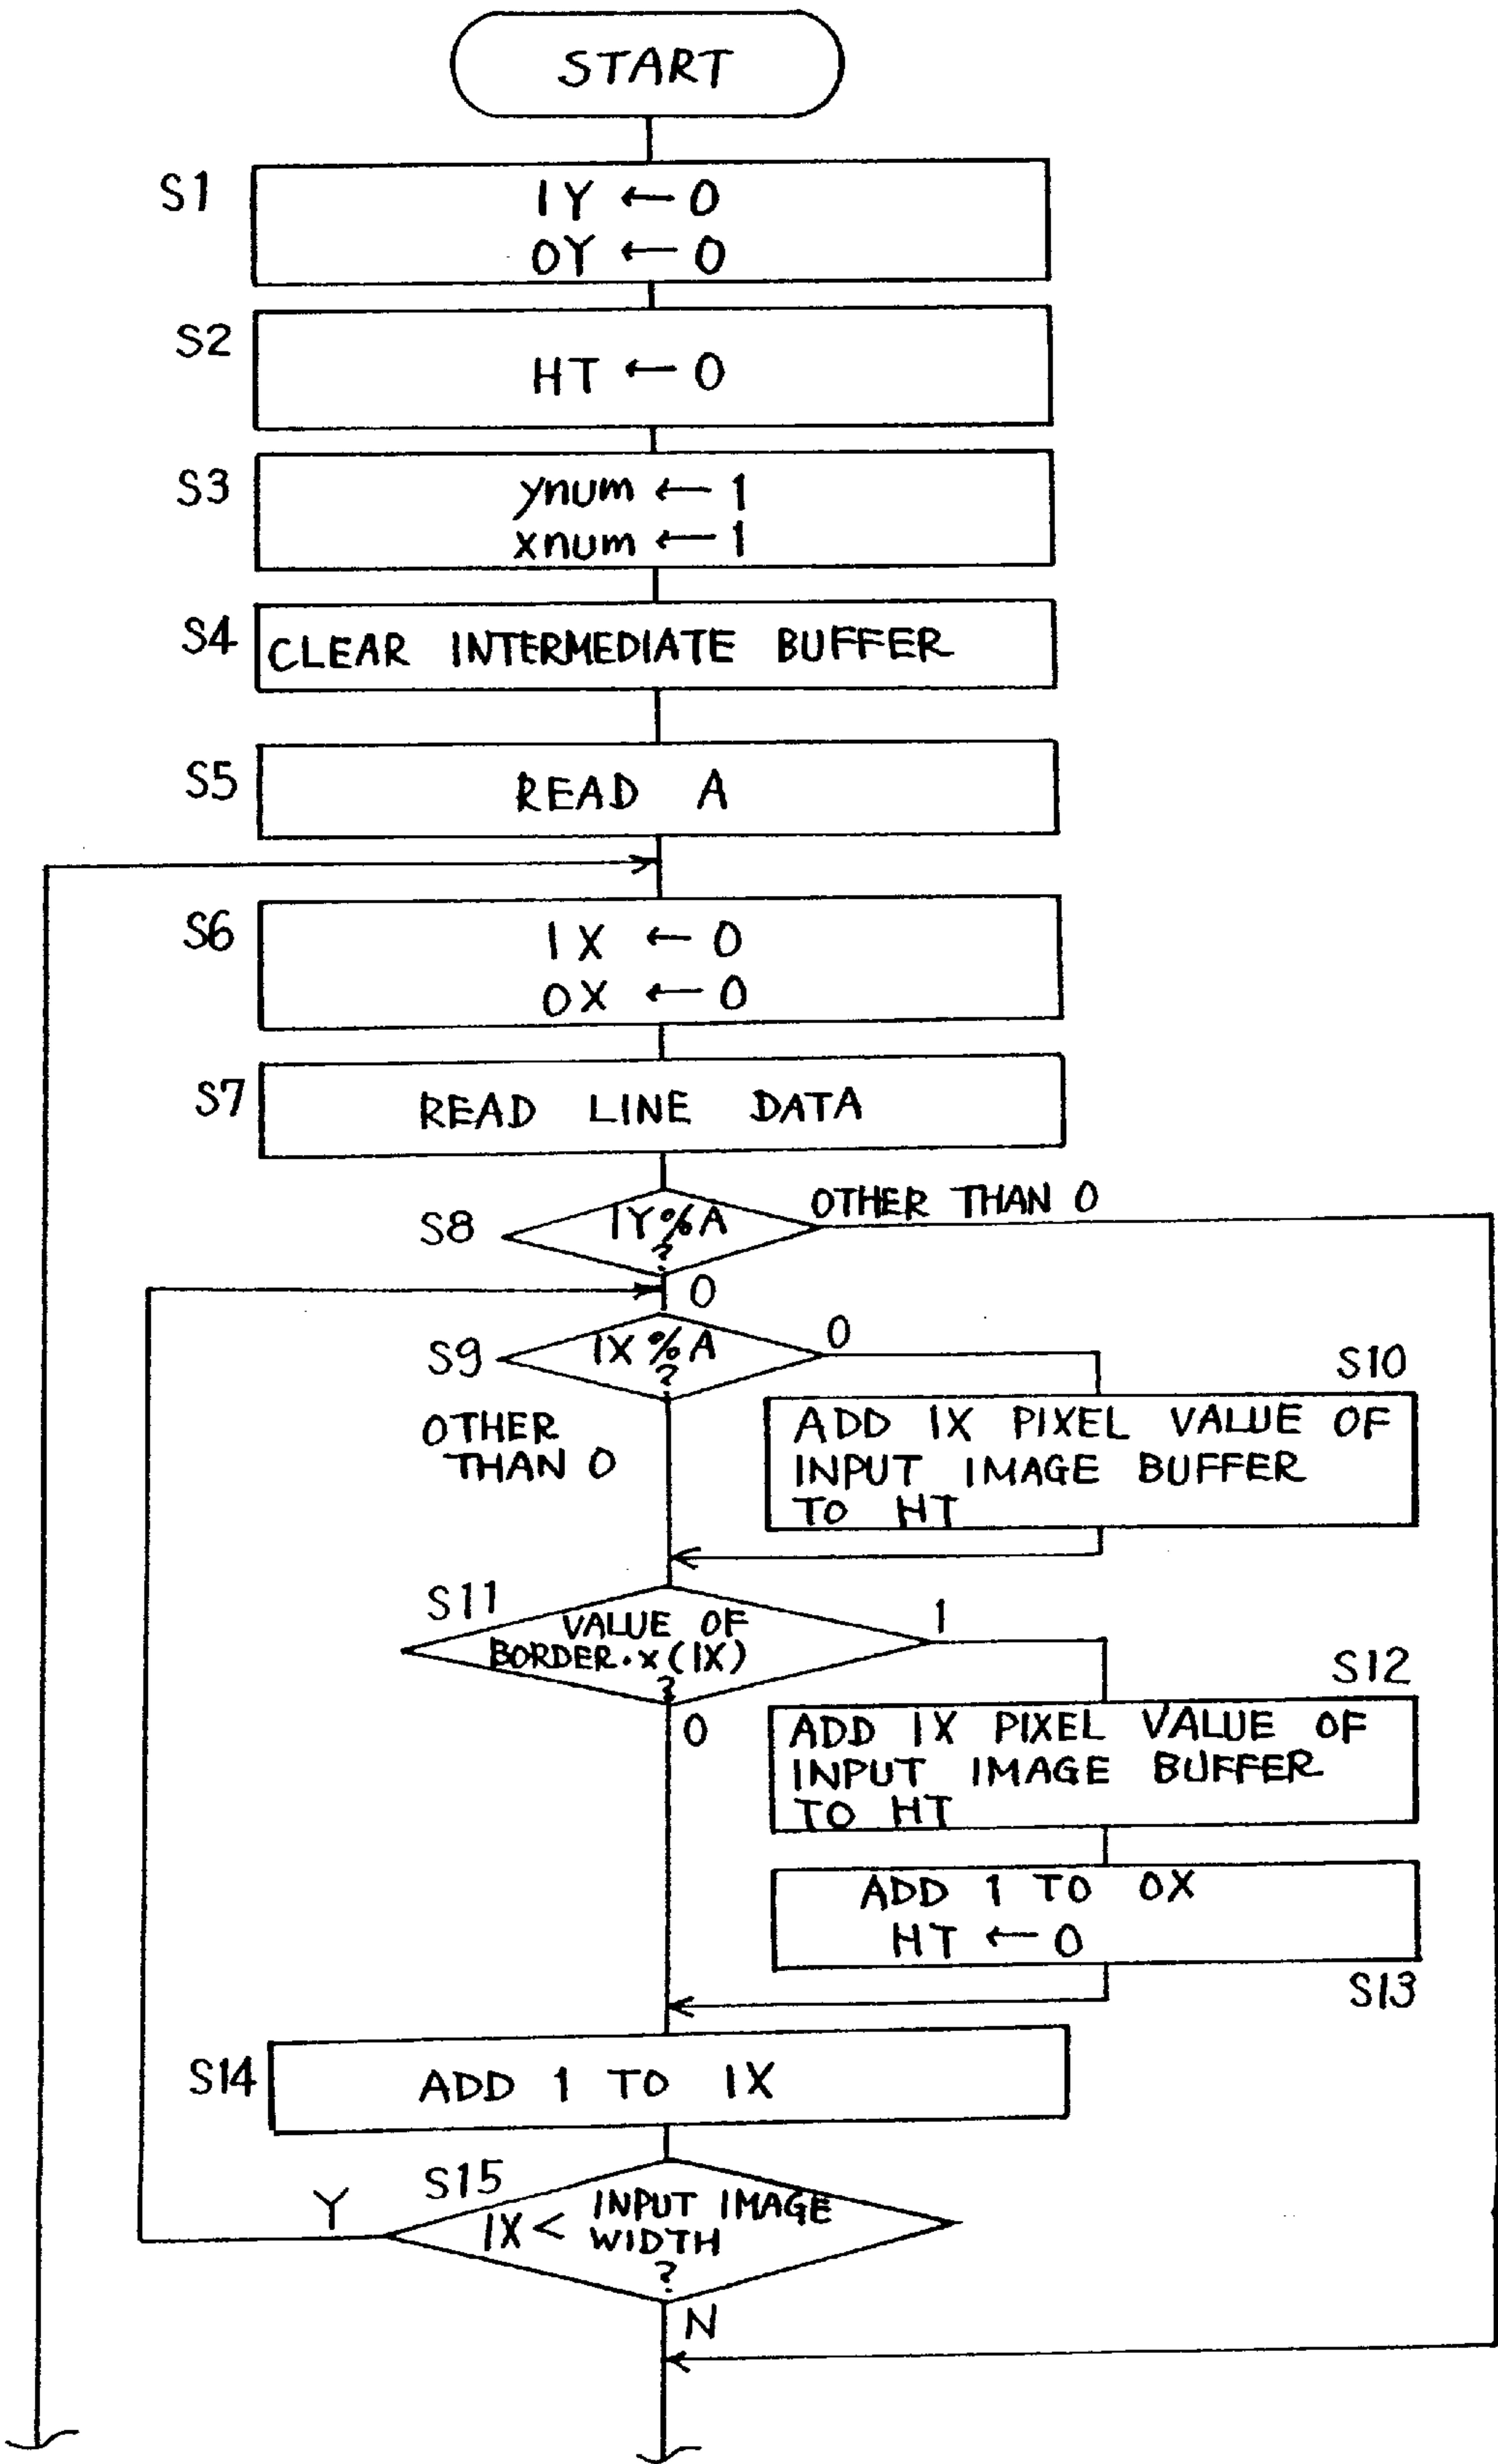 START
S1
IY ← 0
OY ← 0
S2
HT ← 0
S3
ynum ← 1
xnum ← 1
S4
CLEAR INTERMEDIATE BUFFER
S5
READ A
S6
IX ← 0
OX ← 0
S7
READ LINE DATA
S8
IY%A
?
OTHER THAN 0
0
S9
IX%A
?
0
OTHER
THAN 0
S10
ADD IX PIXEL VALUE OF
INPUT IMAGE BUFFER
TO HT
S11
VALUE OF
BORDER·x(IX)
?
1
0
S12
ADD IX PIXEL VALUE OF
INPUT IMAGE BUFFER
TO HT
ADD 1 TO OX
HT ← 0
S13
S14
ADD 1 TO IX
S15
IX < INPUT IMAGE
WIDTH
?
Y
N